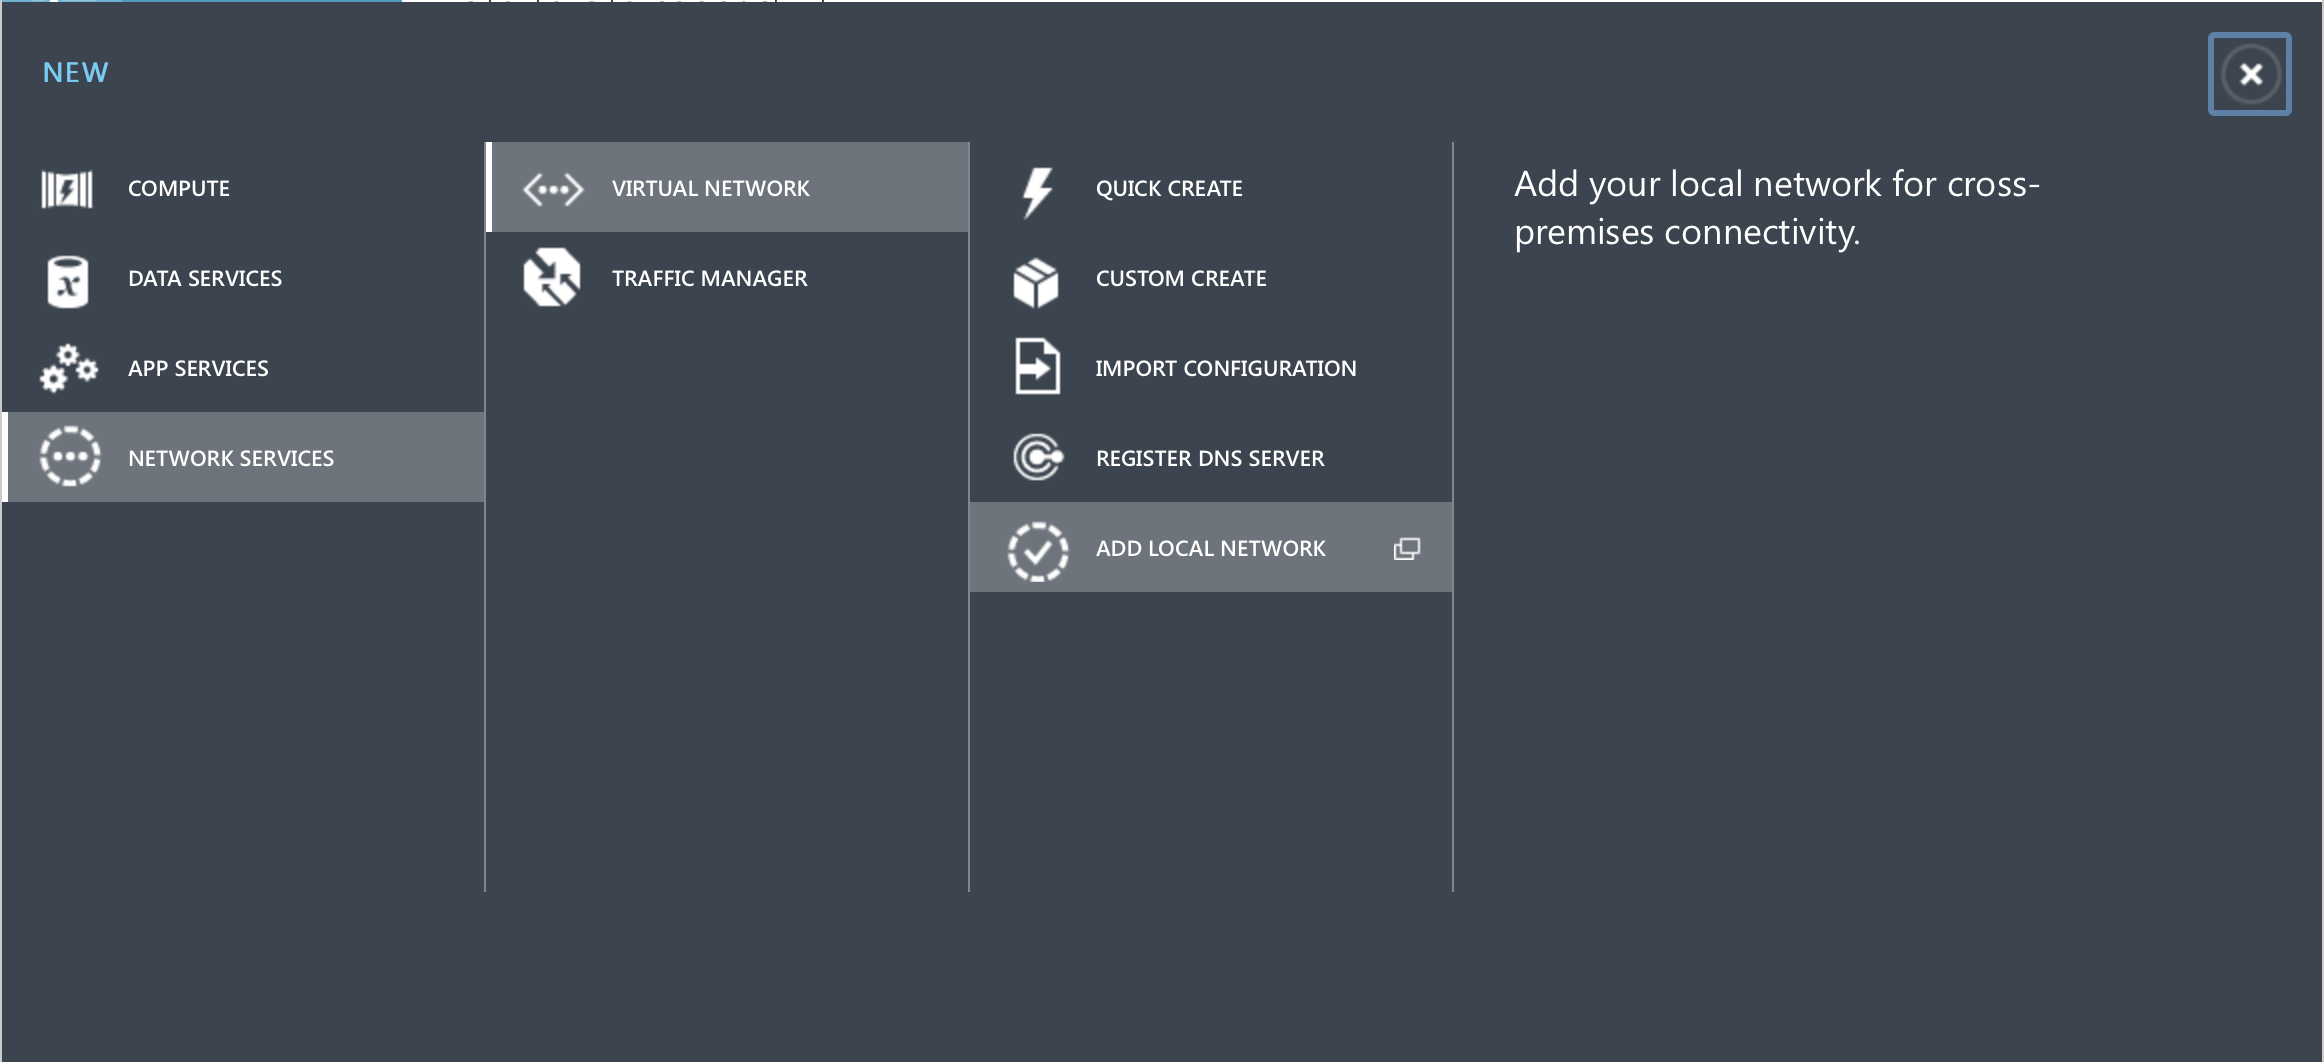 NEW
COMPUTE
DATA SERVICES
APP SERVICES
NETWORK SERVICES
VIRTUAL NETWORK
TRAFFIC MANAGER
QUICK CREATE
CUSTOM CREATE
IMPORT CONFIGURATION
REGISTER DNS SERVER
ADD LOCAL NETWORK
Add your local network for cross-
premises connectivity.